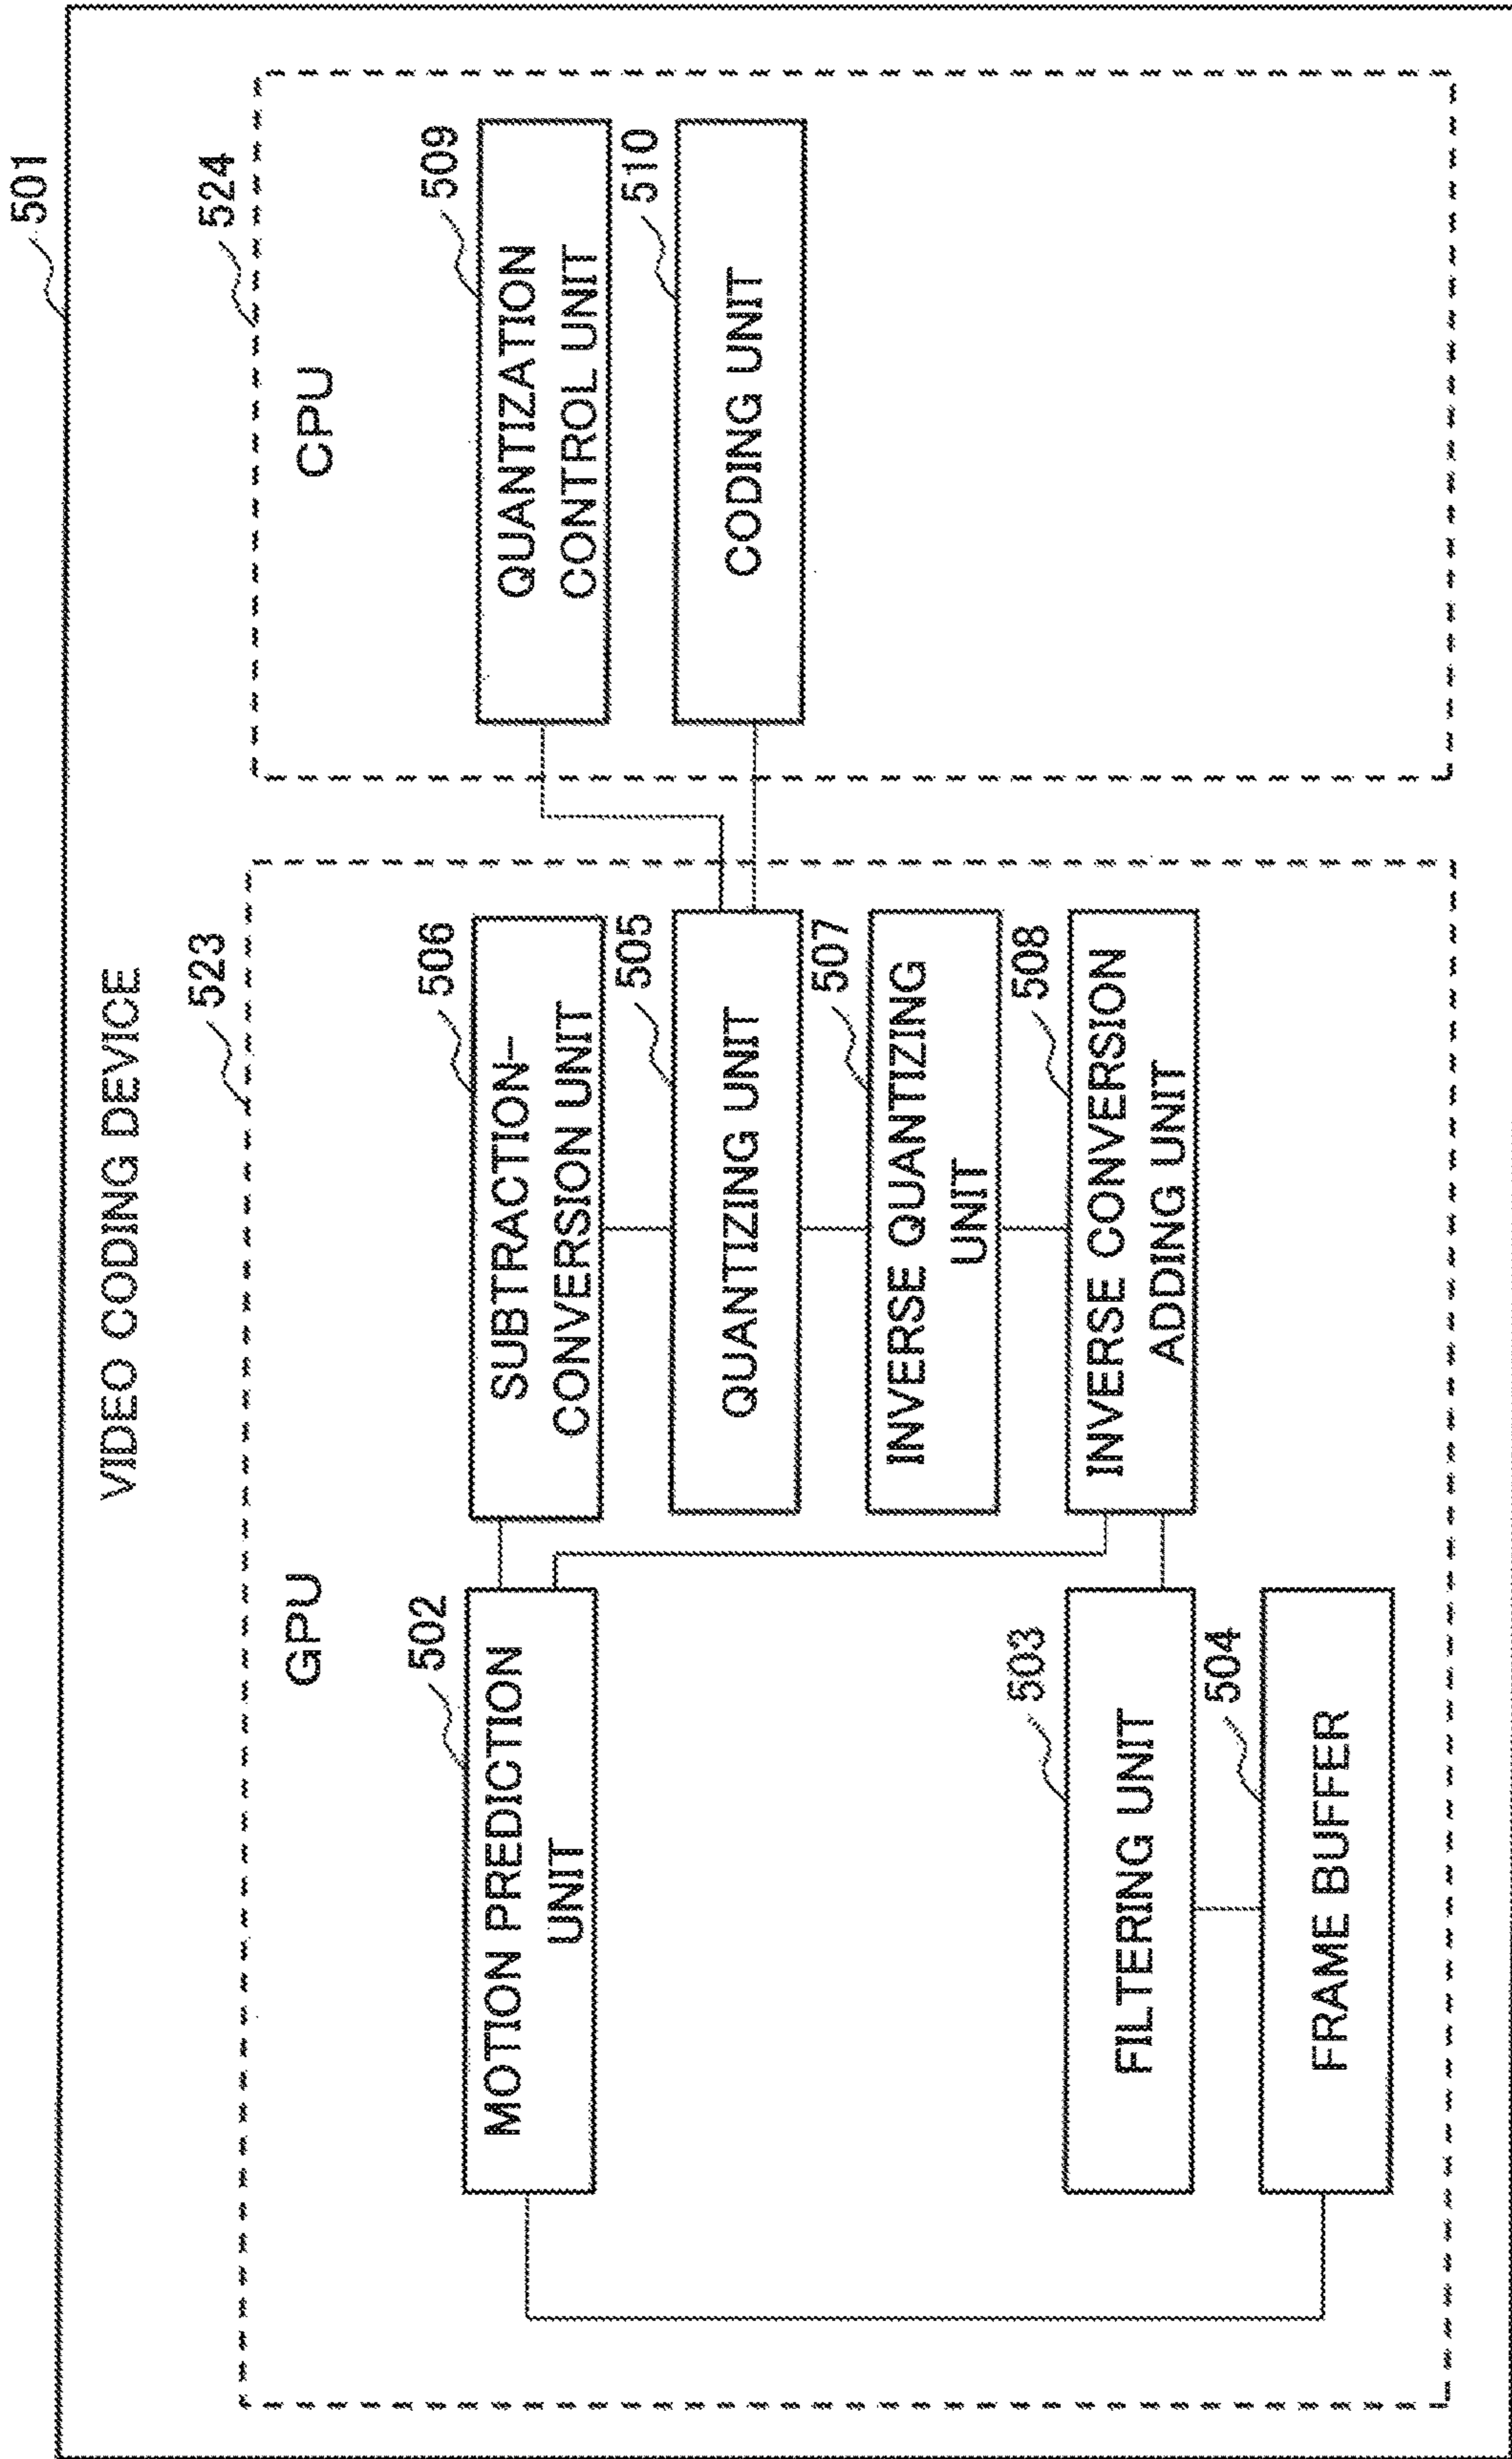 501
VIDEO CODING DEVICE
523
GPU
502
MOTION PREDICTION
UNIT
503
FILTERING UNIT
504
FRAME BUFFER
506
SUBTRACTION-
CONVERSION UNIT
505
QUANTIZING UNIT
507
INVERSE QUANTIZING
UNIT
508
INVERSE CONVERSION
ADDING UNIT
524
CPU
509
QUANTIZATION
CONTROL UNIT
510
CODING UNIT